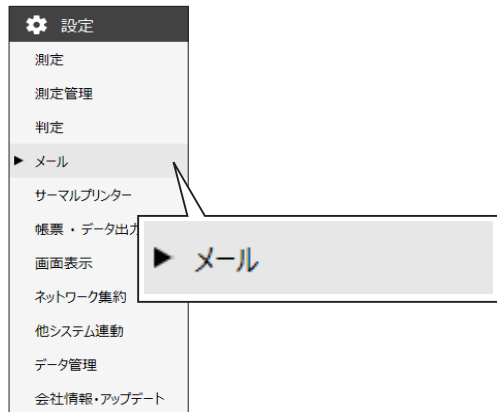 設定
測定
測定管理
判定
▶ メール
サーマルプリンター
帳票・データ出力
▶ メール
画面表示
ネットワーク集約
他システム連動
データ管理
会社情報・アップデート